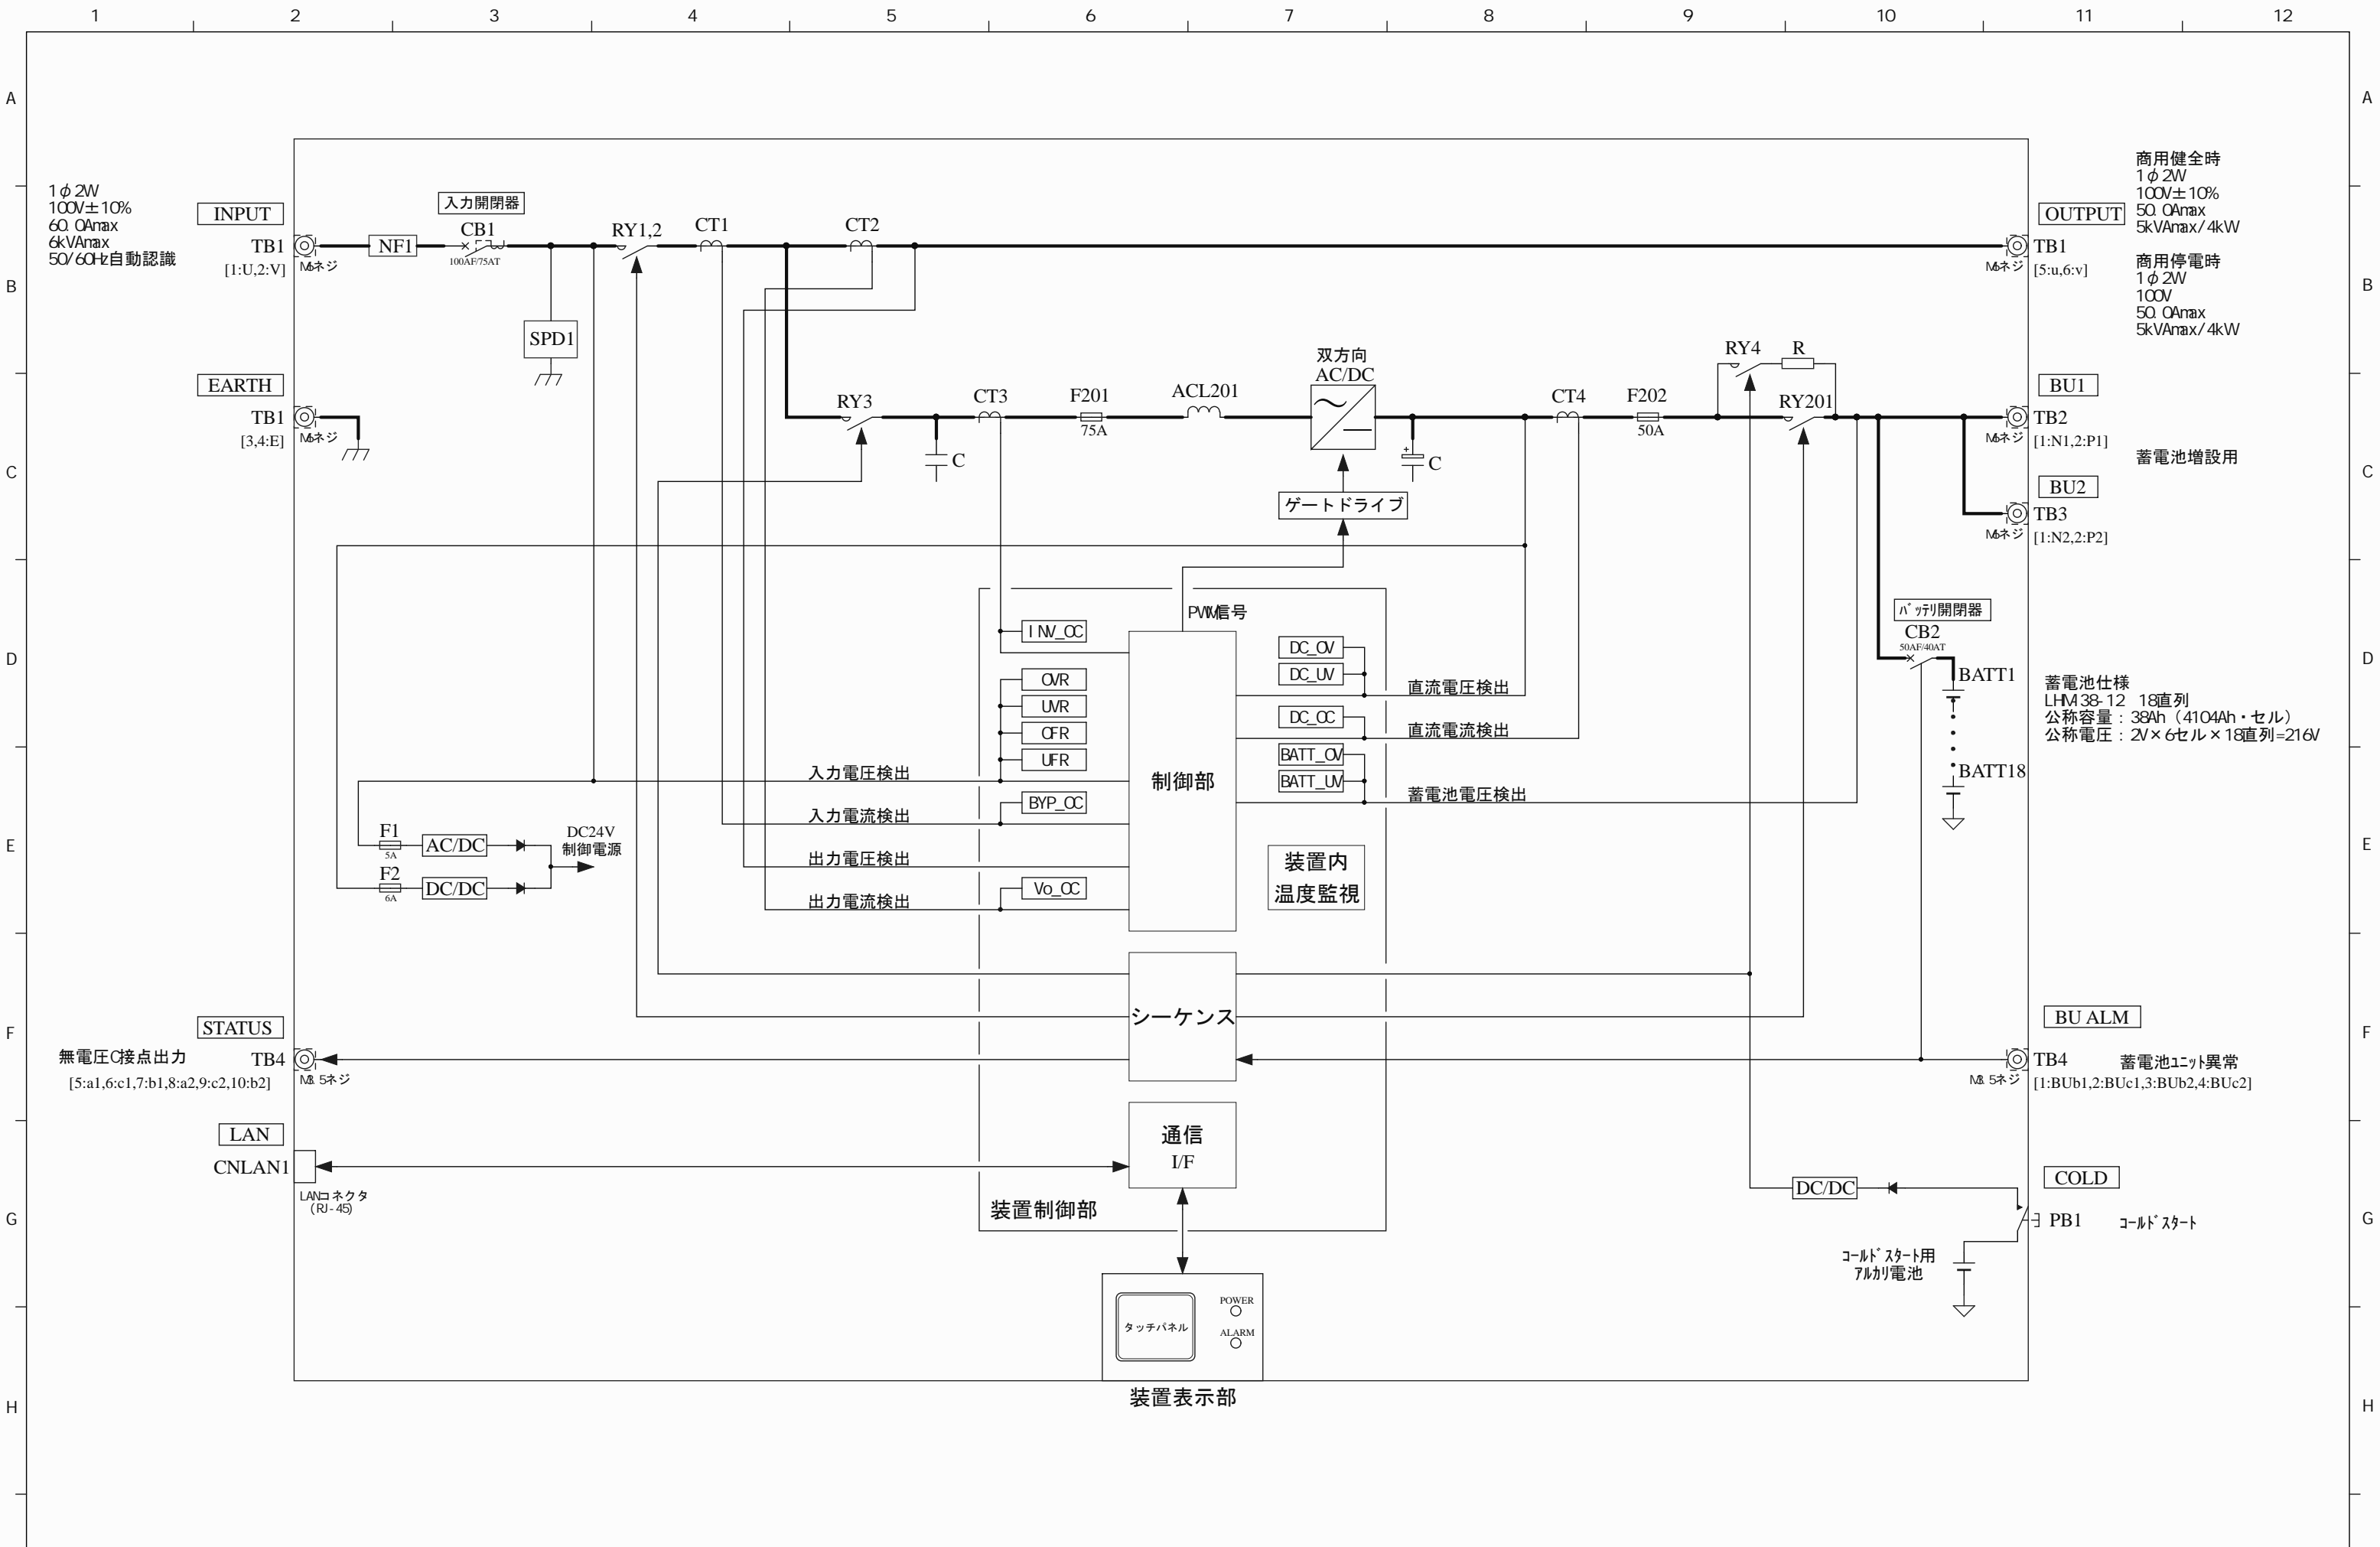 1 2 3 4 5 6 7 8 9 10 11 12
A A
商用健全時
1φ2W
100V±10%
50.0Amax
5kVAmax/4kW
商用停電時
1φ2W
100V
50.0Amax
5kVAmax/4kW
1φ2W
100V±10%
60.0Amax
6kVAmax
50/60Hz自動認識
INPUT
TB1
[1:U,2:V]
M6ネジ
NF1
入力開閉器
CB1
100AF/75AT
RY1,2
CT1
CT2
OUTPUT
TB1
M6ネジ
[5:u,6:v]
B B
SPD1
EARTH
TB1
[3,4:E]
M6ネジ
RY3
CT3
F201
75A
ACL201
双方向
AC/DC
CT4
F202
50A
RY4
R
RY201
BU1
TB2
M6ネジ
[1:N1,2:P1]
蓄電池増設用
C C
C
+
C
ゲートドライブ
BU2
TB3
M6ネジ
[1:N2,2:P2]
PWM信号
INV_OC
OVR
UVR
OFR
UFR
BYP_OC
Vo_OC
入力電圧検出
入力電流検出
出力電圧検出
出力電流検出
制御部
DC_OV
DC_UV
DC_OC
BATT_OV
BATT_UV
直流電圧検出
直流電流検出
蓄電池電圧検出
装置内
温度監視
D D
バッテリ開閉器
CB2
50AF/40AT
BATT1
BATT18
蓄電池仕様
LHM-38-12 18直列
公称容量：38Ah（4104Ah・セル）
公称電圧：2V×6セル×18直列=216V
E E
F1
5A
AC/DC
F2
6A
DC/DC
DC24V
制御電源
シーケンス
F F
STATUS
無電圧C接点出力
TB4
[5:a1,6:c1,7:b1,8:a2,9:c2,10:b2]
M3.5ネジ
BU ALM
TB4
蓄電池ユニット異常
M3.5ネジ
[1:BUb1,2:BUc1,3:BUb2,4:BUc2]
LAN
CNLAN1
LANコネクタ
(RJ-45)
通信
I/F
装置制御部
G G
DC/DC
COLD
PB1
コールドスタート
コールドスタート用
アルカリ電池
タッチパネル
POWER
ALARM
装置表示部
H H